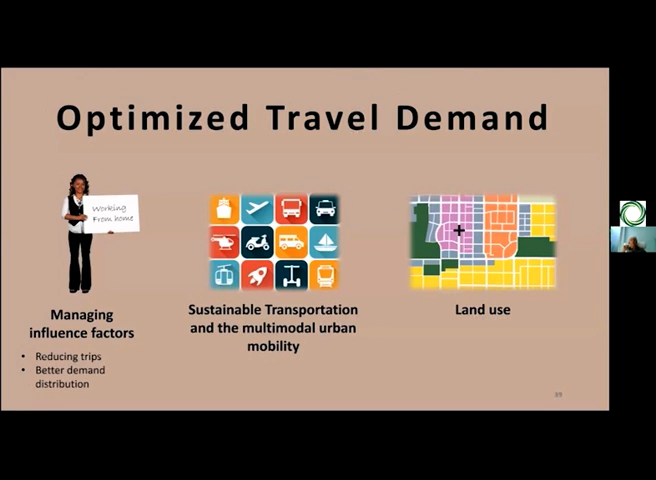 Optimized Travel Demand
Working
From home
Managing
influence factors
• Reducing trips
• Better demand
distribution
Sustainable Transportation
and the multimodal urban
mobility
Land use